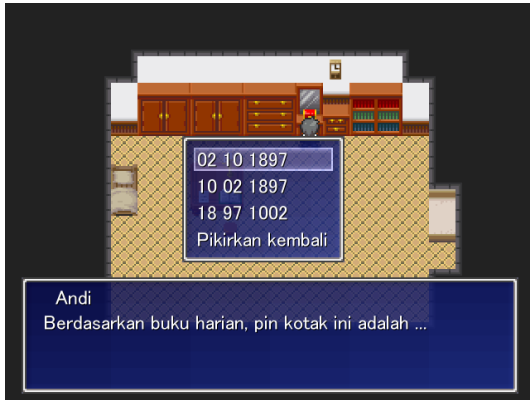 02 10 1897
10 02 1897
18 97 1002
Pikirkan kembali
Andi
Berdasarkan buku harian, pin kotak ini adalah ...